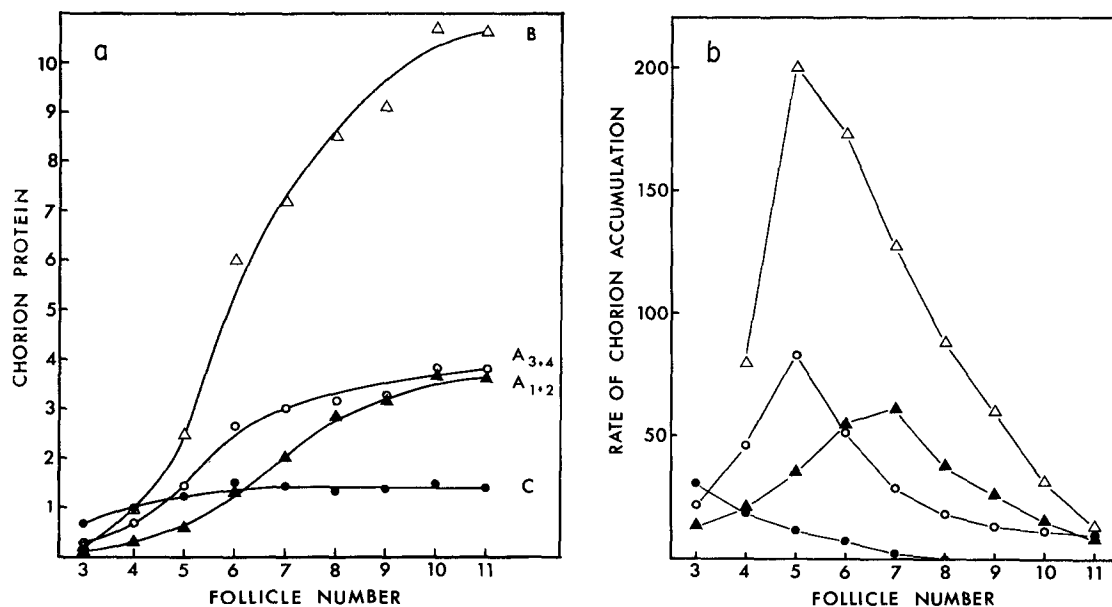 a
CHORION PROTEIN
10
9
8
7
6
5
4
3
2
1
B
A3+4
A1+2
C
3 4 5 6 7 8 9 10 11
FOLLICLE NUMBER
b
RATE OF CHORION ACCUMULATION
200
150
100
50
3 4 5 6 7 8 9 10 11
FOLLICLE NUMBER